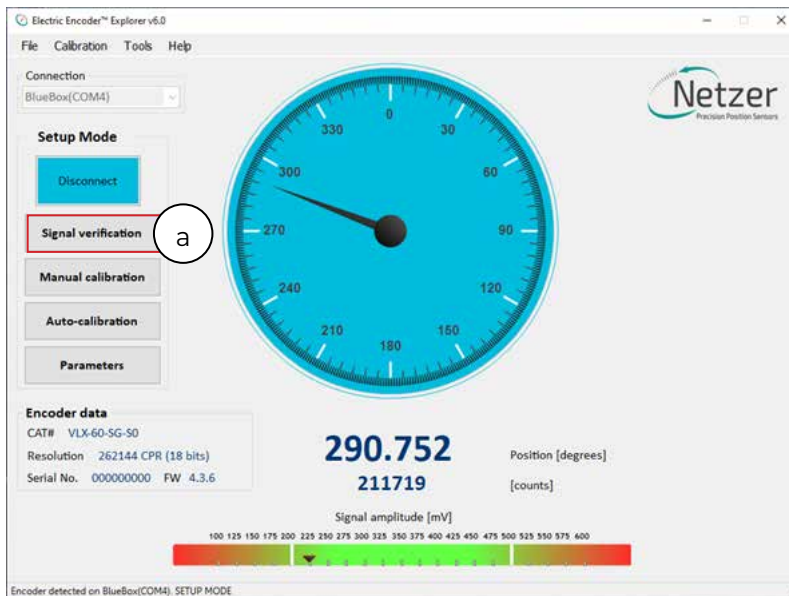 Electric Encoder™ Explorer v6.0
File Calibration Tools Help
Connection
BlueBox(COM4)
Netzer
Precision Position Sensors
Setup Mode
Disconnect
Signal verification
a
Manual calibration
Auto-calibration
Parameters
0
30
60
90
120
150
180
210
240
270
300
330
Encoder data
CAT# VLX-60-SG-S0
Resolution 262144 CPR (18 bits)
Serial No. 000000000 FW 4.3.6
290.752 Position [degrees]
211719 [counts]
Signal amplitude [mV]
100 125 150 175 200 225 250 275 300 325 350 375 400 425 450 475 500 525 550 575 600
Encoder detected on BlueBox(COM4). SETUP MODE